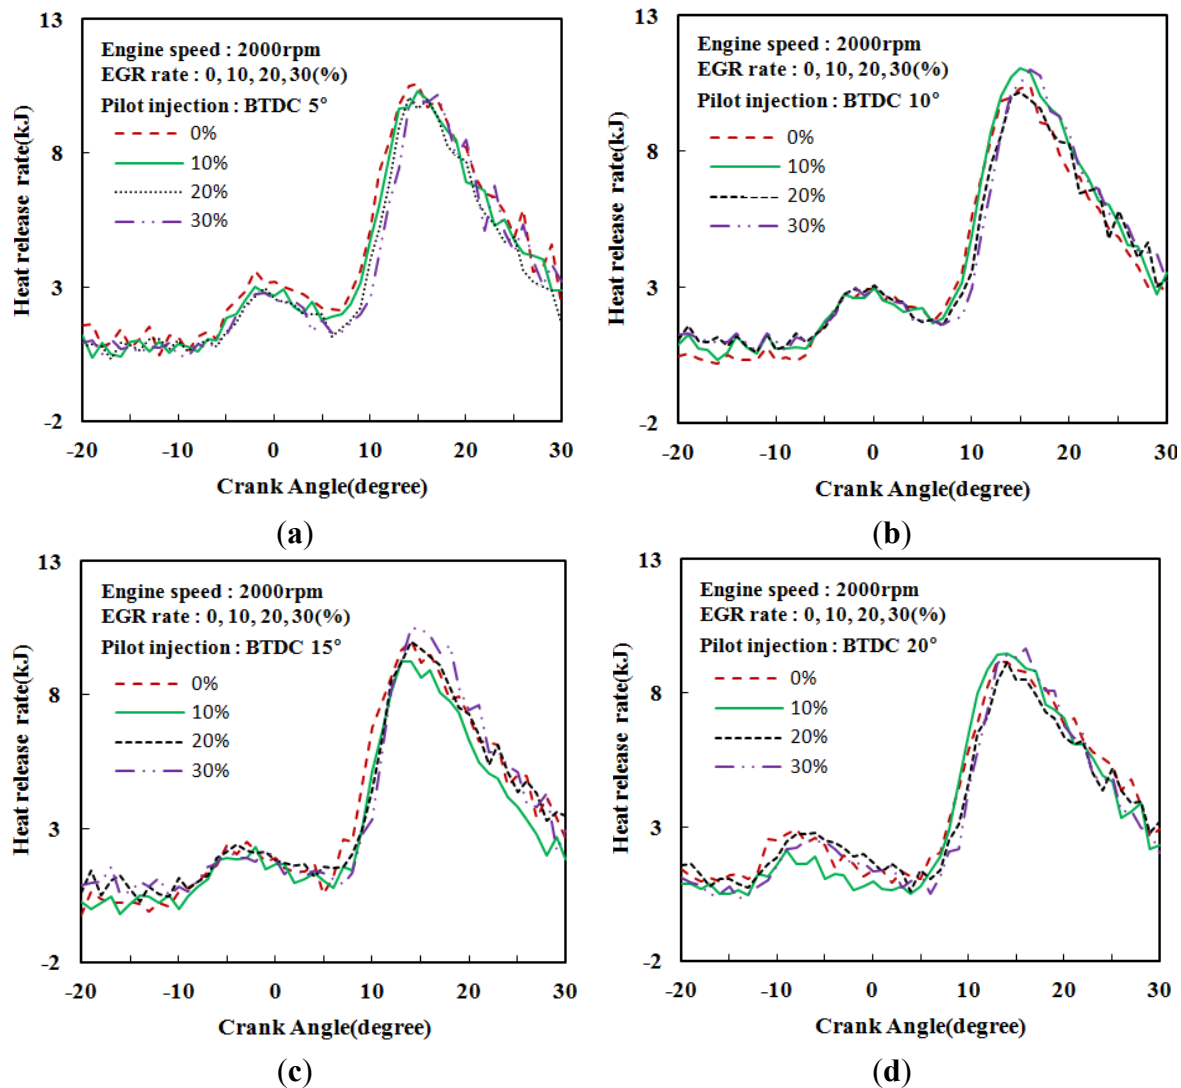 13
8
3
-2
Heat release rate(kJ)
Engine speed : 2000rpm
EGR rate : 0, 10, 20, 30(%)
Pilot injection : BTDC 5°
0%
10%
20%
30%
-20 -10 0 10 20 30
Crank Angle(degree)
(a)
13
8
3
-2
Heat release rate(kJ)
Engine speed : 2000rpm
EGR rate : 0, 10, 20, 30(%)
Pilot injection : BTDC 10°
0%
10%
20%
30%
-20 -10 0 10 20 30
Crank Angle(degree)
(b)
13
8
3
-2
Heat release rate(kJ)
Engine speed : 2000rpm
EGR rate : 0, 10, 20, 30(%)
Pilot injection : BTDC 15°
0%
10%
20%
30%
-20 -10 0 10 20 30
Crank Angle(degree)
(c)
13
8
3
-2
Heat release rate(kJ)
Engine speed : 2000rpm
EGR rate : 0, 10, 20, 30(%)
Pilot injection : BTDC 20°
0%
10%
20%
30%
-20 -10 0 10 20 30
Crank Angle(degree)
(d)